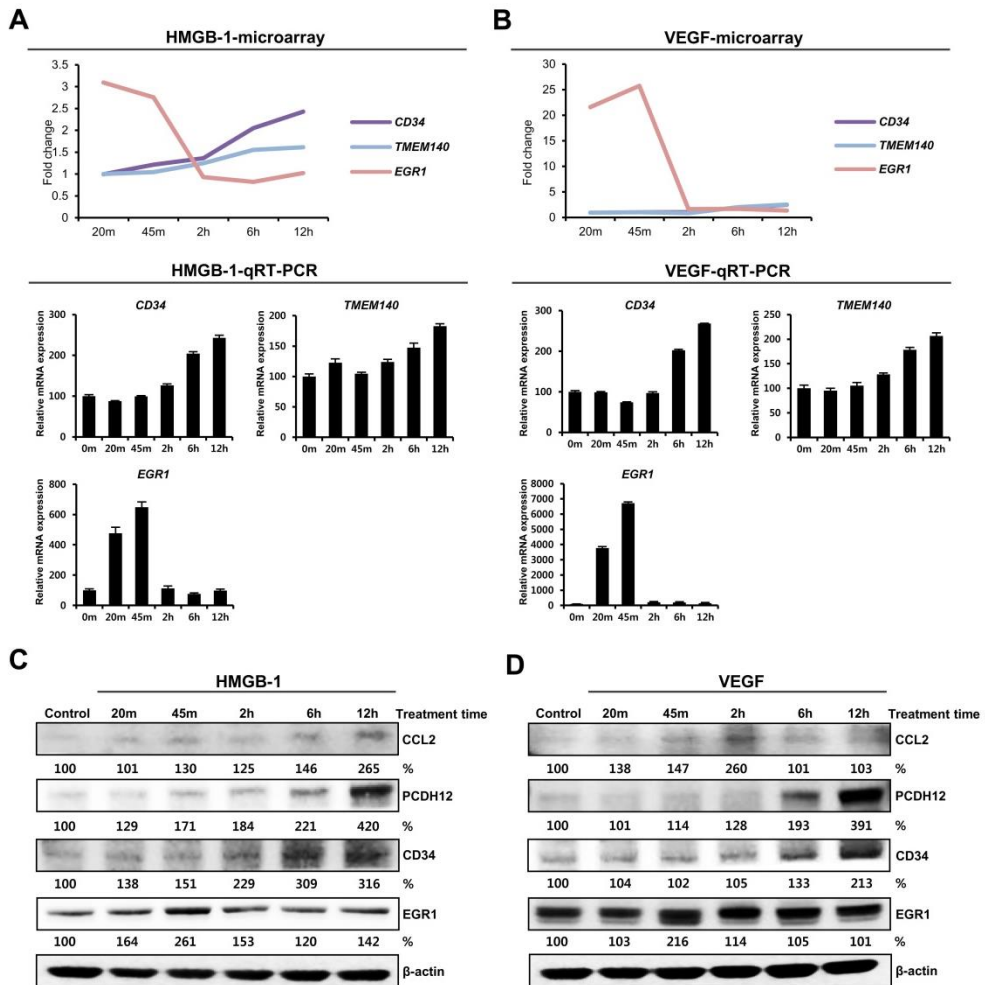 A
HMGB-1-microarray
Fold change
3.5
3
2.5
2
1.5
1
0.5
0
20m 45m 2h 6h 12h
CD34
TMEM140
EGR1
HMGB-1-qRT-PCR
CD34
Relative mRNA expression
300
200
100
0
0m 20m 45m 2h 6h 12h
TMEM140
Relative mRNA expression
200
150
100
50
0
0m 20m 45m 2h 6h 12h
EGR1
Relative mRNA expression
800
600
400
200
0
0m 20m 45m 2h 6h 12h
B
VEGF-microarray
Fold change
30
25
20
15
10
5
0
20m 45m 2h 6h 12h
CD34
TMEM140
EGR1
VEGF-qRT-PCR
CD34
Relative mRNA expression
300
200
100
0
0m 20m 45m 2h 6h 12h
TMEM140
Relative mRNA expression
250
200
150
100
50
0
0m 20m 45m 2h 6h 12h
EGR1
Relative mRNA expression
8000
7000
6000
5000
4000
3000
2000
1000
0
0m 20m 45m 2h 6h 12h
C
HMGB-1
Control 20m 45m 2h 6h 12h Treatment time
CCL2
100 101 130 125 146 265 %
PCDH12
100 129 171 184 221 420 %
CD34
100 138 151 229 309 316 %
EGR1
100 164 261 153 120 142 %
β-actin
D
VEGF
Control 20m 45m 2h 6h 12h Treatment time
CCL2
100 138 147 260 101 103 %
PCDH12
100 101 114 128 193 391 %
CD34
100 104 102 105 133 213 %
EGR1
100 103 216 114 105 101 %
β-actin